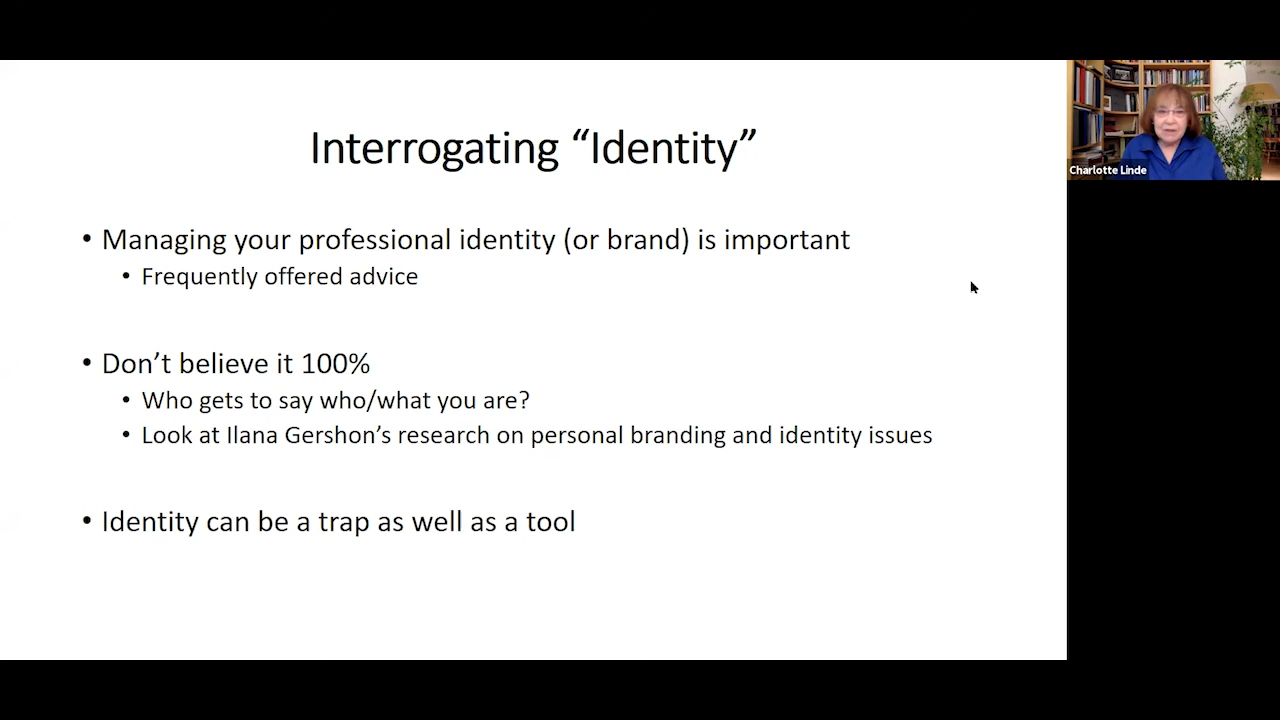 Interrogating “Identity”
• Managing your professional identity (or brand) is important
• Frequently offered advice
• Don’t believe it 100%
• Who gets to say who/what you are?
• Look at Ilana Gershon’s research on personal branding and identity issues
• Identity can be a trap as well as a tool
Charlotte Linde